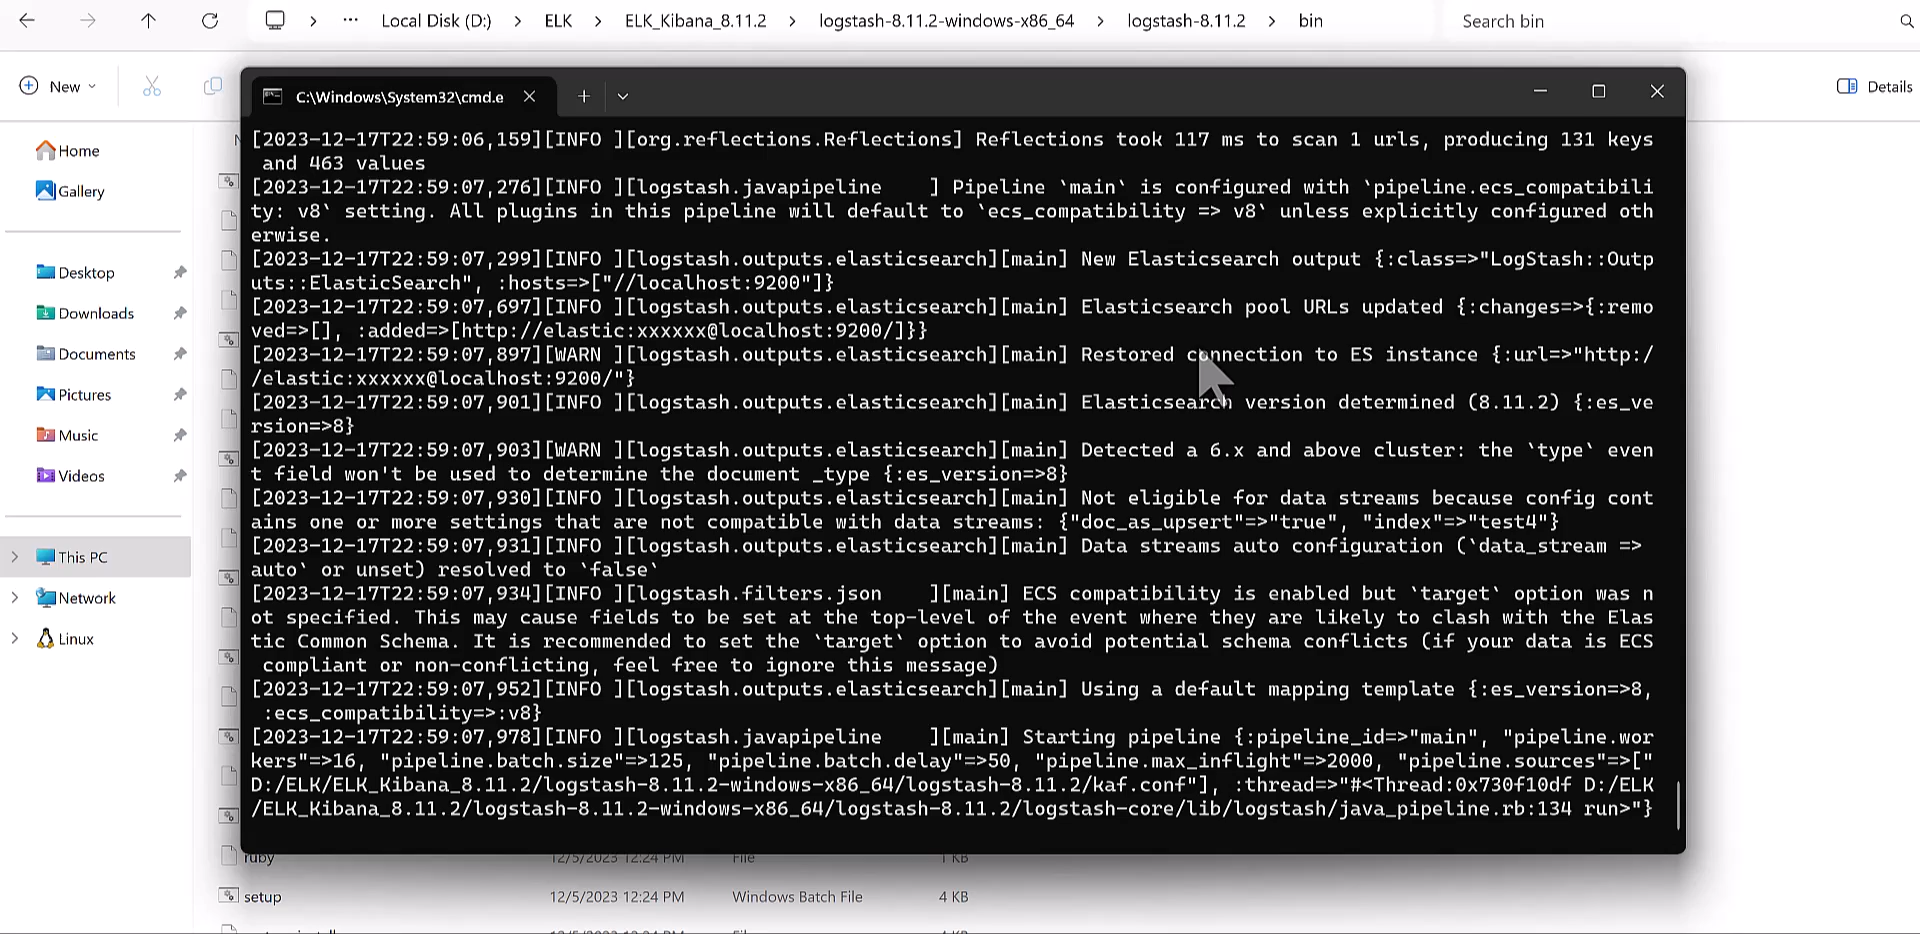 Local Disk (D:) > ELK > ELK_Kibana_8.11.2 > logstash-8.11.2-windows-x86_64 > logstash-8.11.2 > bin
Search bin
New
Details
C:\Windows\System32\cmd.e
Home
Gallery
Desktop
Downloads
Documents
Pictures
Music
Videos
This PC
Network
Linux
[2023-12-17T22:59:06,159][INFO ][org.reflections.Reflections] Reflections took 117 ms to scan 1 urls, producing 131 keys
and 463 values
[2023-12-17T22:59:07,276][INFO ][logstash.javapipeline    ] Pipeline `main` is configured with `pipeline.ecs_compatibili
ty: v8` setting. All plugins in this pipeline will default to `ecs_compatibility => v8` unless explicitly configured oth
erwise.
[2023-12-17T22:59:07,299][INFO ][logstash.outputs.elasticsearch][main] New Elasticsearch output {:class=>"LogStash::Outp
uts::ElasticSearch", :hosts=>["//localhost:9200"]}
[2023-12-17T22:59:07,697][INFO ][logstash.outputs.elasticsearch][main] Elasticsearch pool URLs updated {:changes=>{:remo
ved=>[], :added=>[http://elastic:xxxxxx@localhost:9200/]}}
[2023-12-17T22:59:07,897][WARN ][logstash.outputs.elasticsearch][main] Restored connection to ES instance {:url=>"http:/
/elastic:xxxxxx@localhost:9200/"}
[2023-12-17T22:59:07,901][INFO ][logstash.outputs.elasticsearch][main] Elasticsearch version determined (8.11.2) {:es_ve
rsion=>8}
[2023-12-17T22:59:07,903][WARN ][logstash.outputs.elasticsearch][main] Detected a 6.x and above cluster: the `type` even
t field won't be used to determine the document _type {:es_version=>8}
[2023-12-17T22:59:07,930][INFO ][logstash.outputs.elasticsearch][main] Not eligible for data streams because config cont
ains one or more settings that are not compatible with data streams: {"doc_as_upsert"=>"true", "index"=>"test4"}
[2023-12-17T22:59:07,931][INFO ][logstash.outputs.elasticsearch][main] Data streams auto configuration (`data_stream =>
auto` or unset) resolved to `false`
[2023-12-17T22:59:07,934][INFO ][logstash.filters.json    ][main] ECS compatibility is enabled but `target` option was n
ot specified. This may cause fields to be set at the top-level of the event where they are likely to clash with the Elas
tic Common Schema. It is recommended to set the `target` option to avoid potential schema conflicts (if your data is ECS
compliant or non-conflicting, feel free to ignore this message)
[2023-12-17T22:59:07,952][INFO ][logstash.outputs.elasticsearch][main] Using a default mapping template {:es_version=>8,
:ecs_compatibility=>:v8}
[2023-12-17T22:59:07,978][INFO ][logstash.javapipeline    ][main] Starting pipeline {:pipeline_id=>"main", "pipeline.wor
kers"=>16, "pipeline.batch.size"=>125, "pipeline.batch.delay"=>50, "pipeline.max_inflight"=>2000, "pipeline.sources"=>["
D:/ELK/ELK_Kibana_8.11.2/logstash-8.11.2-windows-x86_64/logstash-8.11.2/kaf.conf"], :thread=>"#<Thread:0x730f10df D:/ELK
/ELK_Kibana_8.11.2/logstash-8.11.2-windows-x86_64/logstash-8.11.2/logstash-core/lib/logstash/java_pipeline.rb:134 run>"}
ruby 12/5/2023 12:24 PM File 1 KB
setup 12/5/2023 12:24 PM Windows Batch File 4 KB